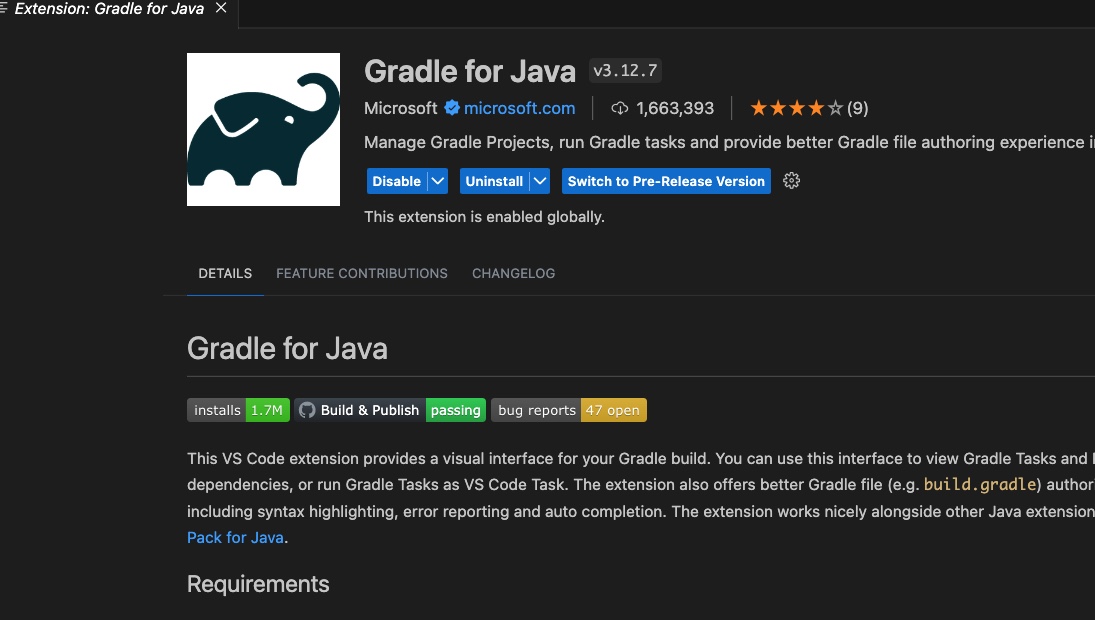 Extension: Gradle for Java
Gradle for Java v3.12.7
Microsoft microsoft.com 1,663,393 (9)
Manage Gradle Projects, run Gradle tasks and provide better Gradle file authoring experience
Disable Uninstall Switch to Pre-Release Version
This extension is enabled globally.
DETAILS FEATURE CONTRIBUTIONS CHANGELOG
Gradle for Java
installs 1.7M Build & Publish passing bug reports 47 open
This VS Code extension provides a visual interface for your Gradle build. You can use this interface to view Gradle Tasks and
dependencies, or run Gradle Tasks as VS Code Task. The extension also offers better Gradle file (e.g. build.gradle) author
including syntax highlighting, error reporting and auto completion. The extension works nicely alongside other Java extension
Pack for Java.
Requirements